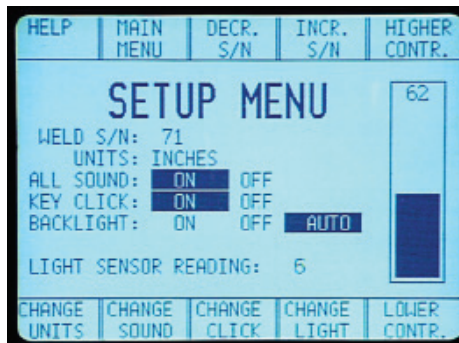 HELP MAIN MENU DECR. S/N INCR. S/N HIGHER CONTR.
SETUP MENU
62
WELD S/N: 71
UNITS: INCHES
ALL SOUND: ON OFF
KEY CLICK: ON OFF
BACKLIGHT: ON OFF AUTO
LIGHT SENSOR READING: 6
CHANGE UNITS CHANGE SOUND CHANGE CLICK CHANGE LIGHT LOWER CONTR.